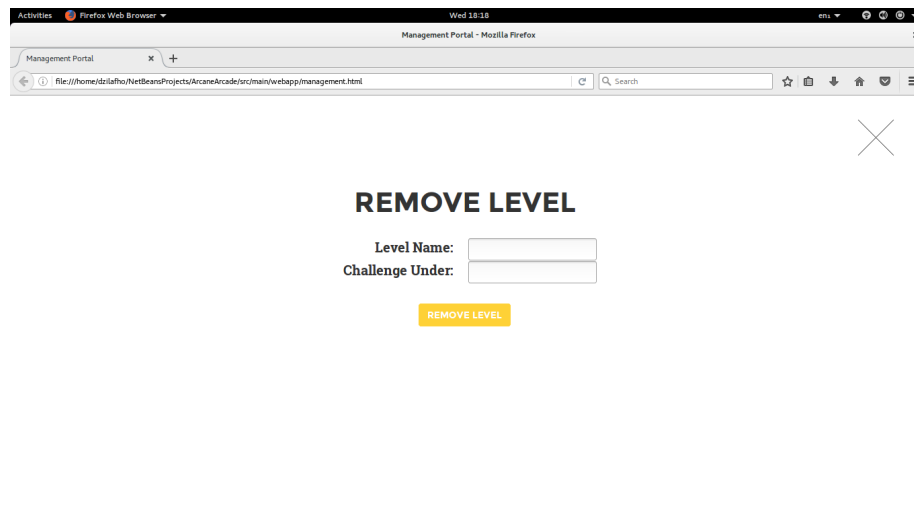 Activities Firefox Web Browser Wed 18:18 en₁
Management Portal - Mozilla Firefox
Management Portal
file:///home/dzilafho/NetBeansProjects/ArcaneArcade/src/main/webapp/management.html Search
REMOVE LEVEL
Level Name:
Challenge Under:
REMOVE LEVEL